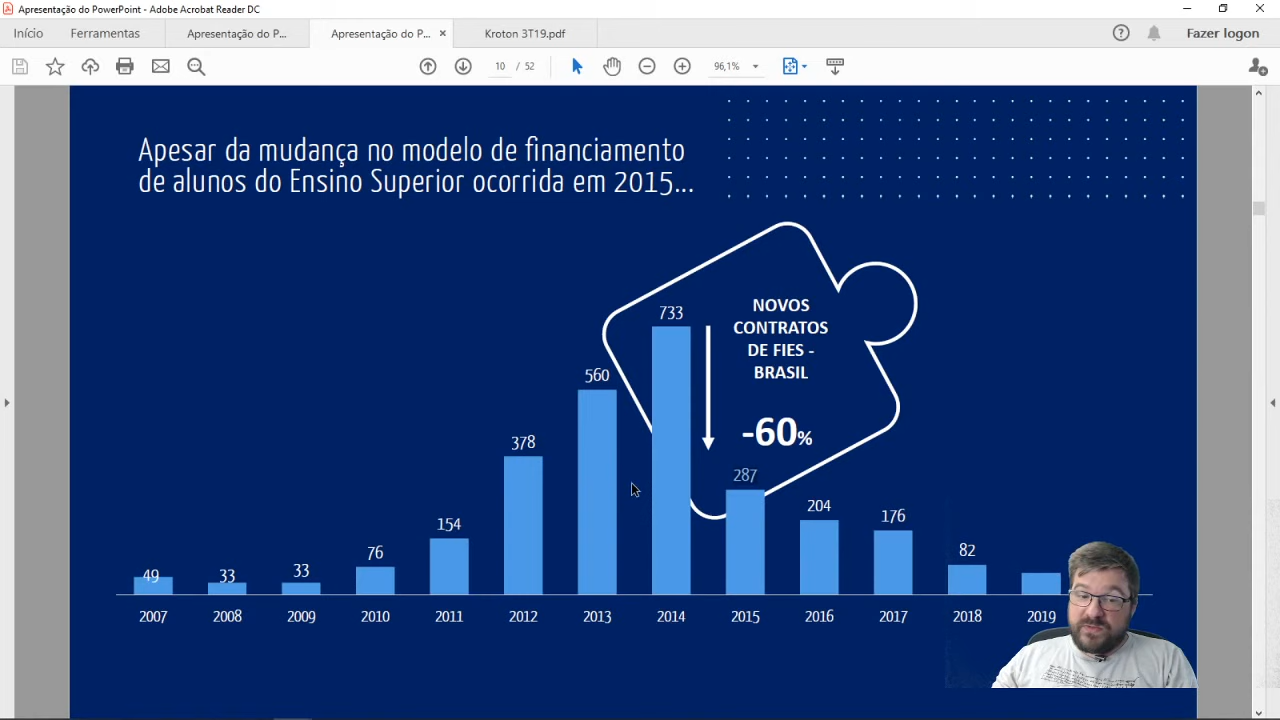 Apresentação do PowerPoint - Adobe Acrobat Reader DC
Início
Ferramentas
Apresentação do P...
Apresentação do P...
Kroton 3T19.pdf
Fazer logon
10 / 52
96,1%
Apesar da mudança no modelo de financiamento
de alunos do Ensino Superior ocorrida em 2015...
NOVOS
CONTRATOS
DE FIES -
BRASIL
-60%
49
33
33
76
154
378
560
733
287
204
176
82
2007
2008
2009
2010
2011
2012
2013
2014
2015
2016
2017
2018
2019